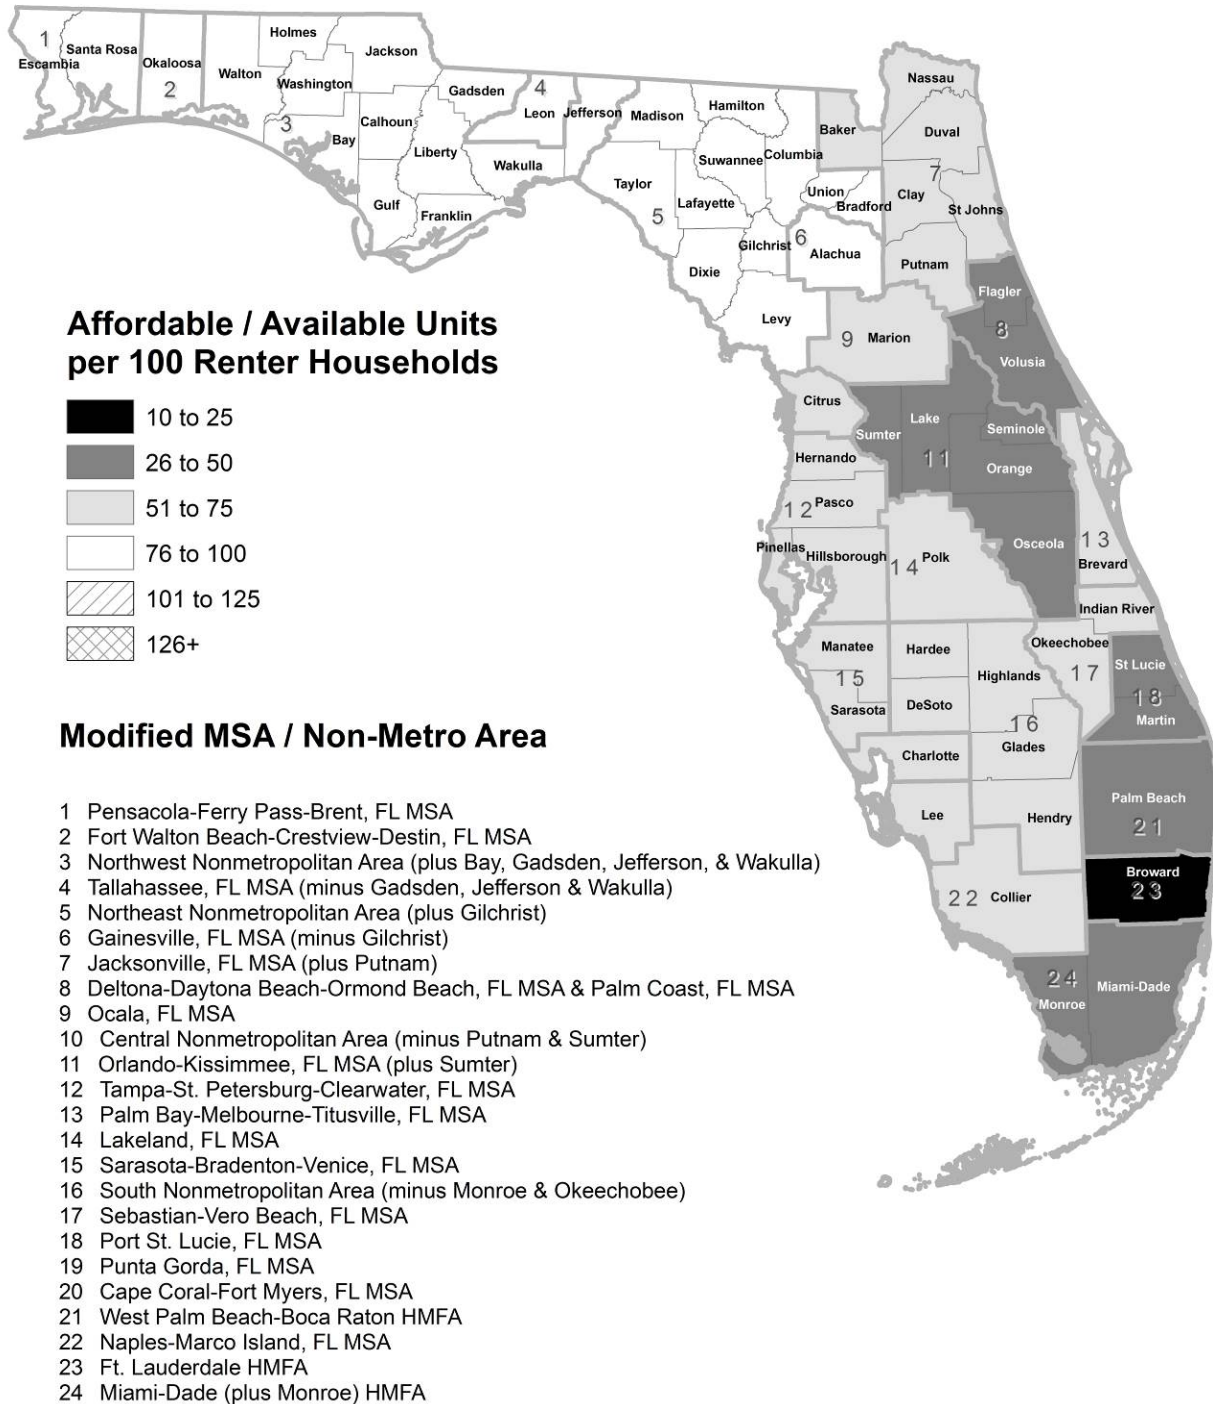 Holmes
1
Santa Rosa
Okaloosa
Jackson
Escambia
Walton
2
Washington
Gadsden
4
Leon
Jefferson
Madison
Hamilton
Nassau
3
Bay
Calhoun
Liberty
Wakulla
Suwannee
Columbia
Baker
Duval
Taylor
Union
Bradford
Clay
7
St Johns
Gulf
Franklin
5
Lafayette
Gilchrist
6
Alachua
Putnam
Dixie
Levy
Flagler
8
Volusia
9
Marion
Affordable / Available Units
per 100 Renter Households
10 to 25
26 to 50
51 to 75
76 to 100
101 to 125
126+
Citrus
Sumter
Lake
Seminole
11
Orange
Hernando
Pasco
12
Pinellas
Hillsborough
14
Polk
Osceola
13
Brevard
Indian River
Manatee
Hardee
Okeechobee
St Lucie
15
Highlands
17
18
Sarasota
DeSoto
16
Martin
Charlotte
Glades
Palm Beach
Lee
Hendry
21
Broward
23
22
Collier
24
Monroe
Miami-Dade
Modified MSA / Non-Metro Area
1 Pensacola-Ferry Pass-Brent, FL MSA
2 Fort Walton Beach-Crestview-Destin, FL MSA
3 Northwest Nonmetropolitan Area (plus Bay, Gadsden, Jefferson, & Wakulla)
4 Tallahassee, FL MSA (minus Gadsden, Jefferson & Wakulla)
5 Northeast Nonmetropolitan Area (plus Gilchrist)
6 Gainesville, FL MSA (minus Gilchrist)
7 Jacksonville, FL MSA (plus Putnam)
8 Deltona-Daytona Beach-Ormond Beach, FL MSA & Palm Coast, FL MSA
9 Ocala, FL MSA
10 Central Nonmetropolitan Area (minus Putnam & Sumter)
11 Orlando-Kissimmee, FL MSA (plus Sumter)
12 Tampa-St. Petersburg-Clearwater, FL MSA
13 Palm Bay-Melbourne-Titusville, FL MSA
14 Lakeland, FL MSA
15 Sarasota-Bradenton-Venice, FL MSA
16 South Nonmetropolitan Area (minus Monroe & Okeechobee)
17 Sebastian-Vero Beach, FL MSA
18 Port St. Lucie, FL MSA
19 Punta Gorda, FL MSA
20 Cape Coral-Fort Myers, FL MSA
21 West Palm Beach-Boca Raton HMFA
22 Naples-Marco Island, FL MSA
23 Ft. Lauderdale HMFA
24 Miami-Dade (plus Monroe) HMFA